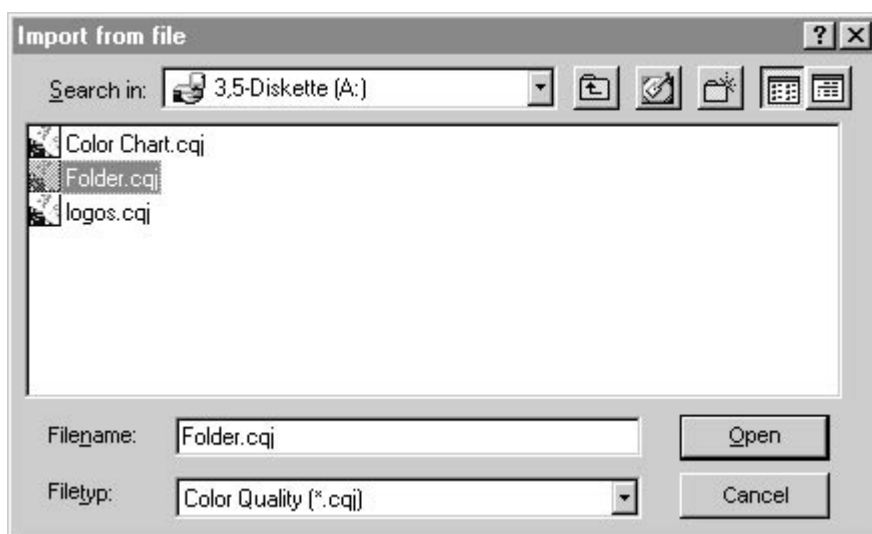 Import from file
Search in: 3,5-Diskette (A:)
Color Chart.cqj
Folder.cqj
logos.cqj
Filename: Folder.cqj Open
Filetyp: Color Quality (*.cqj) Cancel